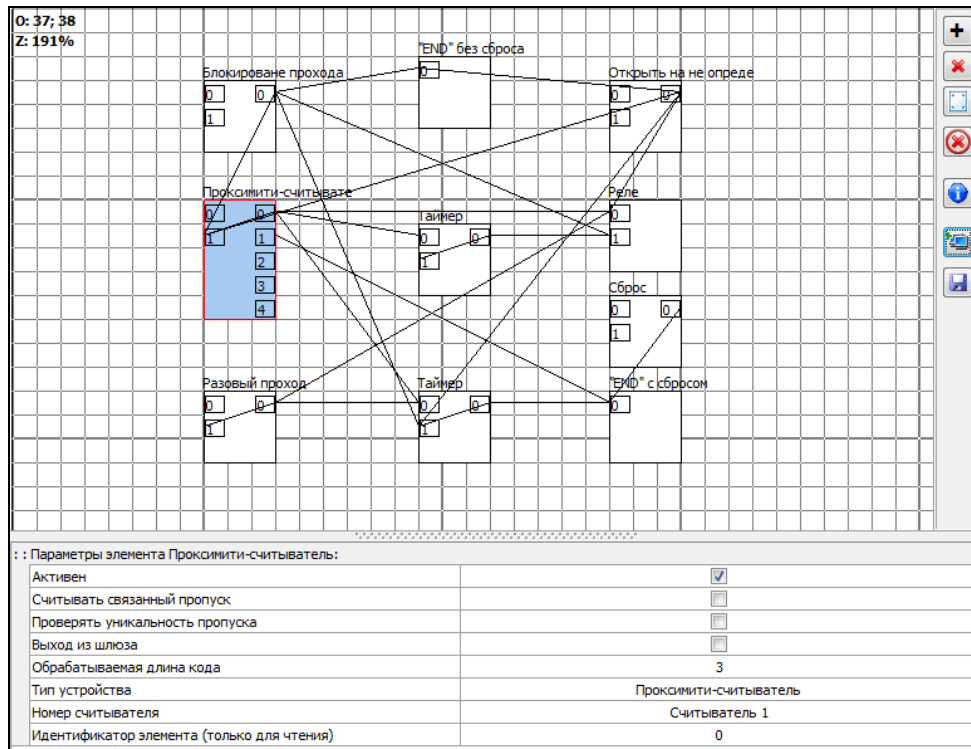 O: 37; 38
Z: 191%
"END" без сброса
0
Блокироване прохода
0 0
1
Открыть на не опреде
0 0
1
Проксимити-считывате
0 0
1 1
2
3
4
Таймер
0 0
1
Реле
0
1
Сброс
0 0
1
Разовый проход
0 0
1
Таймер
0 0
1
"END" с сбросом
0
: : Параметры элемента Проксимити-считыватель:
Активен
Считывать связанный пропуск
Проверять уникальность пропуска
Выход из шлюза
Обрабатываемая длина кода 3
Тип устройства Проксимити-считыватель
Номер считывателя Считыватель 1
Идентификатор элемента (только для чтения) 0